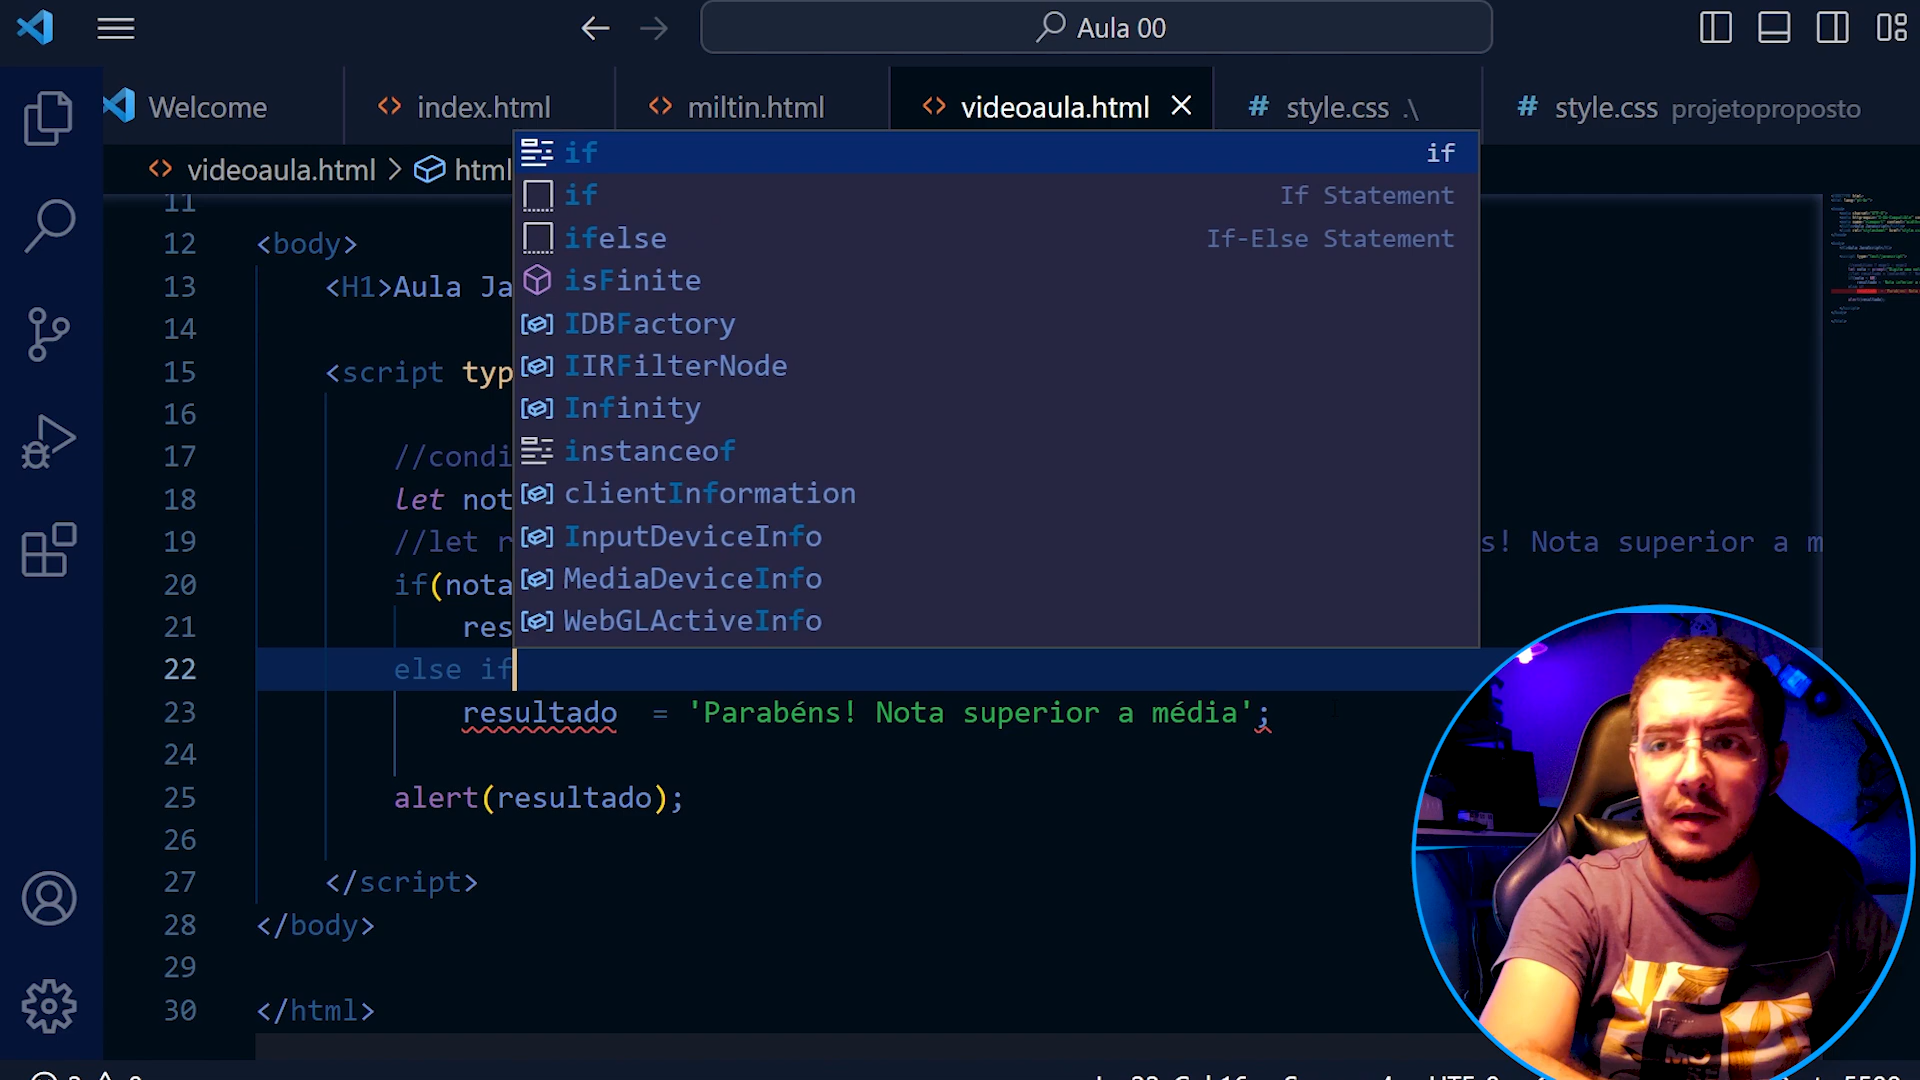 Aula 00
Welcome
index.html
miltin.html
videoaula.html
style.css .\
style.css projetoproposto
videoaula.html > html
if if
if If Statement
ifelse If-Else Statement
isFinite
IDBFactory
IIRFilterNode
Infinity
instanceof
clientInformation
InputDeviceInfo
MediaDeviceInfo
WebGLActiveInfo
11
12 <body>
13 <H1>Aula Ja
14
15 <script typ
16
17 //condi
18 let not
19 //let r s! Nota superior a m
20 if(nota
21 res
22 else if
23 resultado = 'Parabéns! Nota superior a média';
24
25 alert(resultado);
26
27 </script>
28 </body>
29
30 </html>